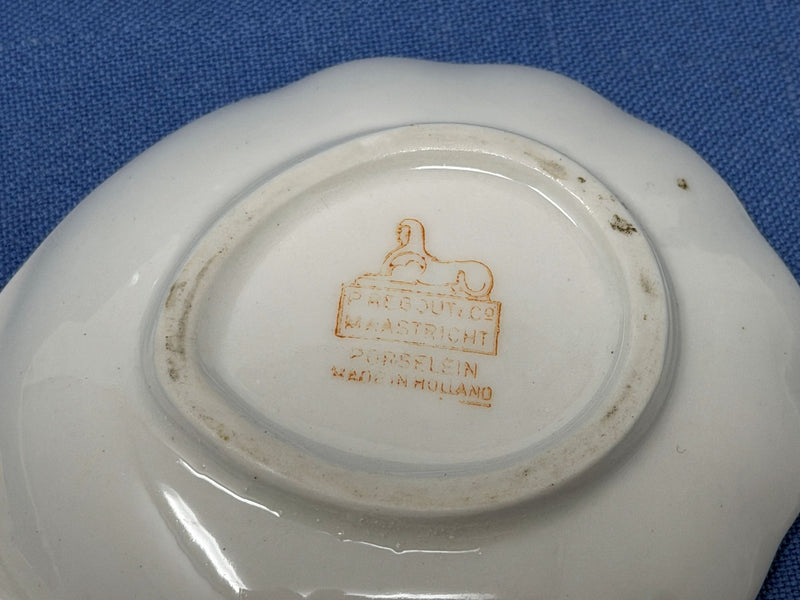 P. REGOUT & Co
MAASTRICHT
PORSELEIN
MADE IN HOLLAND